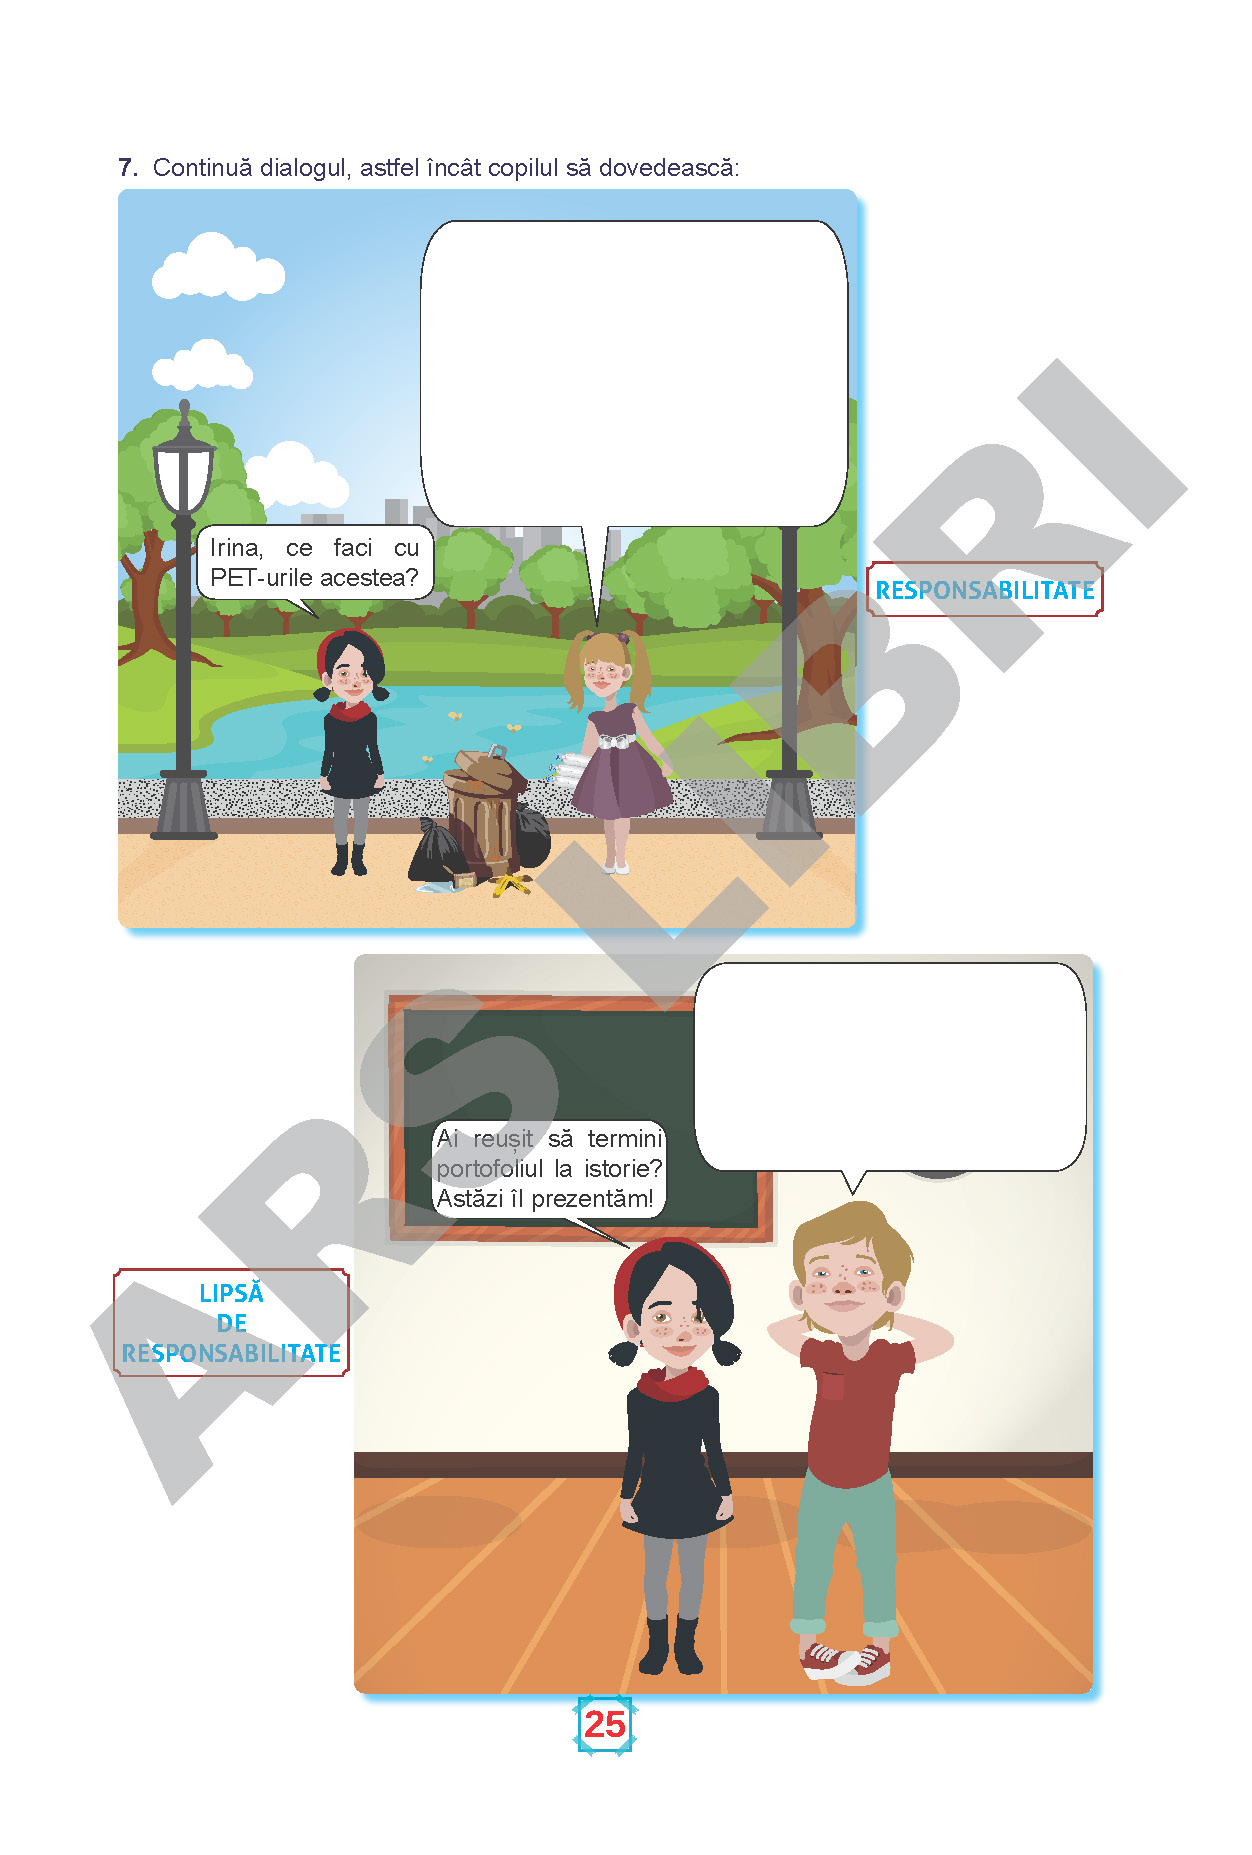 7. Continuă dialogul, astfel încât copilul să dovedească:
Irina, ce faci cu
PET-urile acestea?
RESPONSABILITATE
Ai reușit să termini
portofoliul la istorie?
Astăzi îl prezentăm!
LIPSĂ
DE
RESPONSABILITATE
ARS LIBRI
25